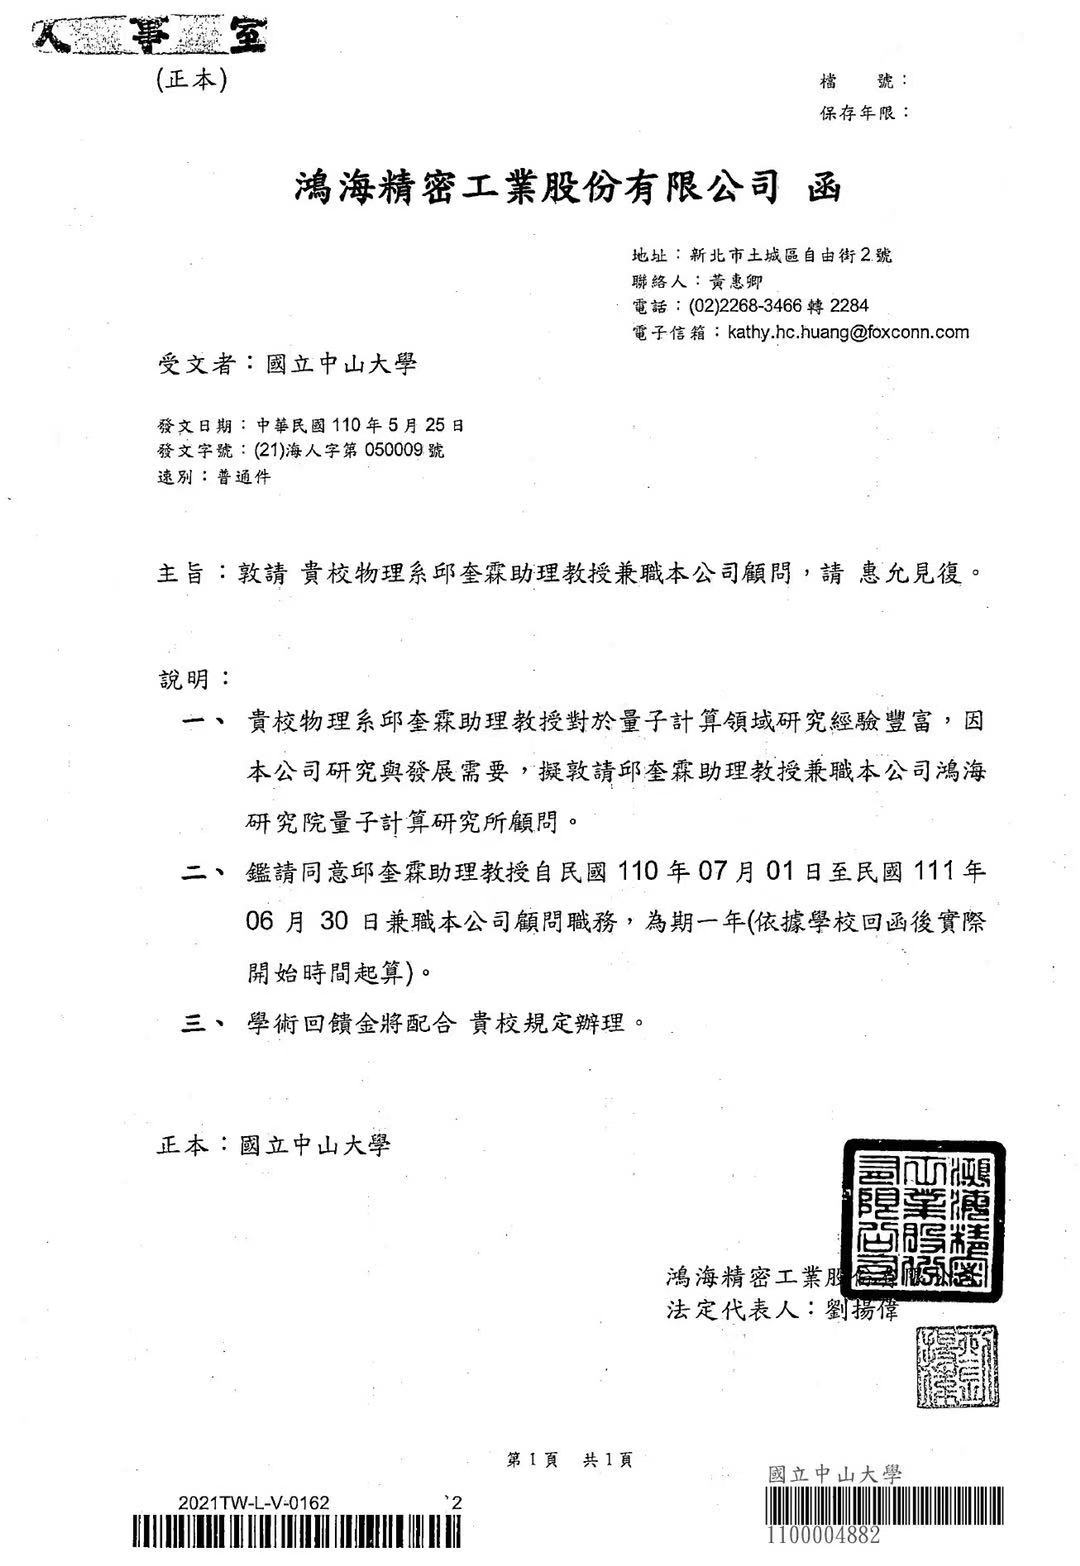 人事室
(正本)
檔　　號：
保存年限：
鴻海精密工業股份有限公司 函
地址：新北市土城區自由街2號
聯絡人：黃惠卿
電話：(02)2268-3466 轉 2284
電子信箱：kathy.hc.huang@foxconn.com
受文者：國立中山大學
發文日期：中華民國 110 年 5 月 25 日
發文字號：(21)海人字第 050009 號
速別：普通件
主旨：敦請 貴校物理系邱奎霖助理教授兼職本公司顧問，請 惠允見復。
說明：
一、 貴校物理系邱奎霖助理教授對於量子計算領域研究經驗豐富，因
本公司研究與發展需要，擬敦請邱奎霖助理教授兼職本公司鴻海
研究院量子計算研究所顧問。
二、 鑑請同意邱奎霖助理教授自民國 110 年 07 月 01 日至民國 111 年
06 月 30 日兼職本公司顧問職務，為期一年(依據學校回函後實際
開始時間起算)。
三、 學術回饋金將配合 貴校規定辦理。
正本：國立中山大學
鴻海精密工業股份有限公司
鴻海精密工業股份有限公司
法定代表人：劉揚偉
劉揚偉
第 1 頁　共 1 頁
國立中山大學
1100004882
2021TW-L-V-0162
`2